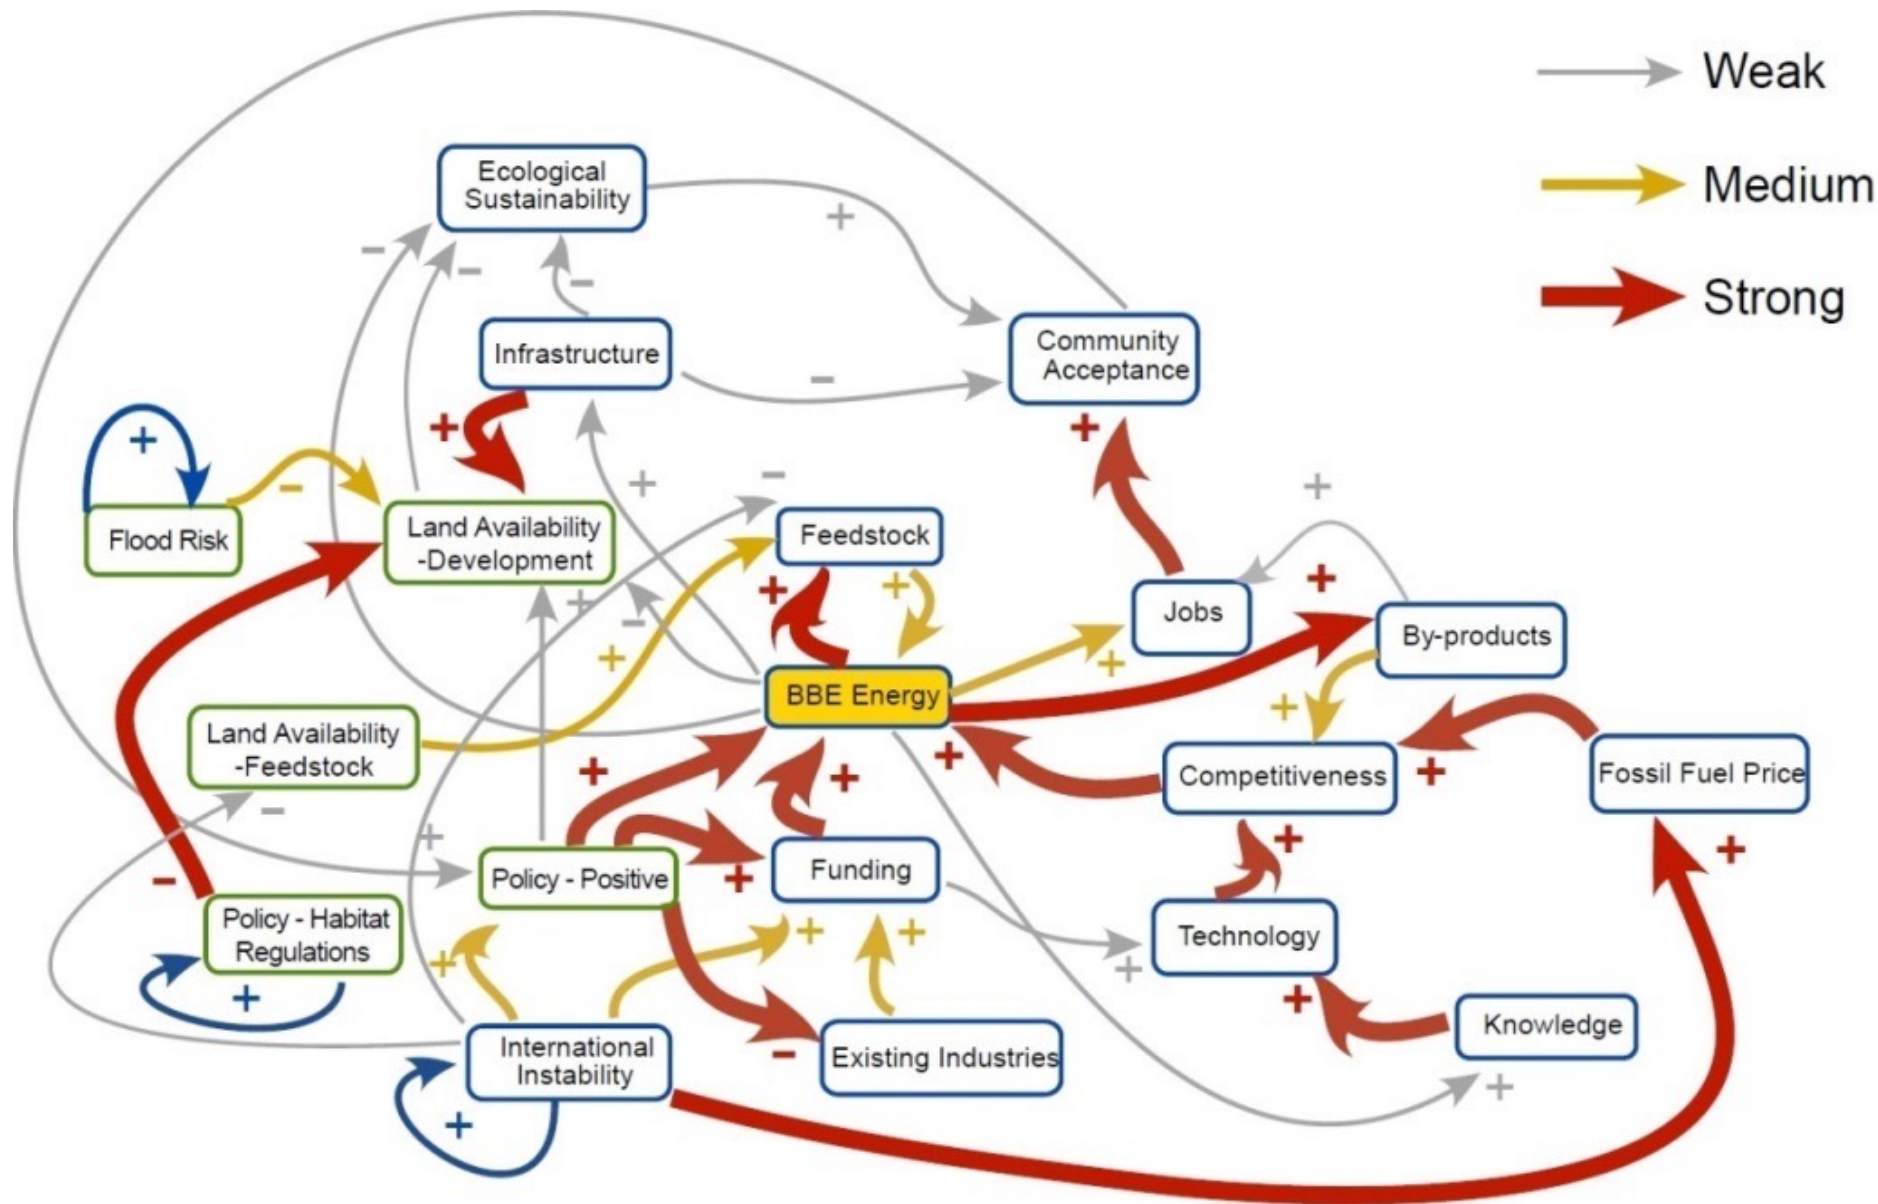 Weak
Medium
Strong
Ecological
Sustainability
+
-
-
-
Infrastructure
Community
Acceptance
-
+
+
+
Flood Risk
-
Land Availability
-Development
+
-
Feedstock
+
+
+
-
+
+
Jobs
+
+
By-products
BBE Energy
+
Land Availability
-Feedstock
-
+
+
+
Competitiveness
+
Fossil Fuel Price
+
+
Policy - Positive
+
Funding
+
-
Policy - Habitat
Regulations
+
+
+
+
Technology
+
+
Knowledge
+
International
Instability
-
Existing Industries
+